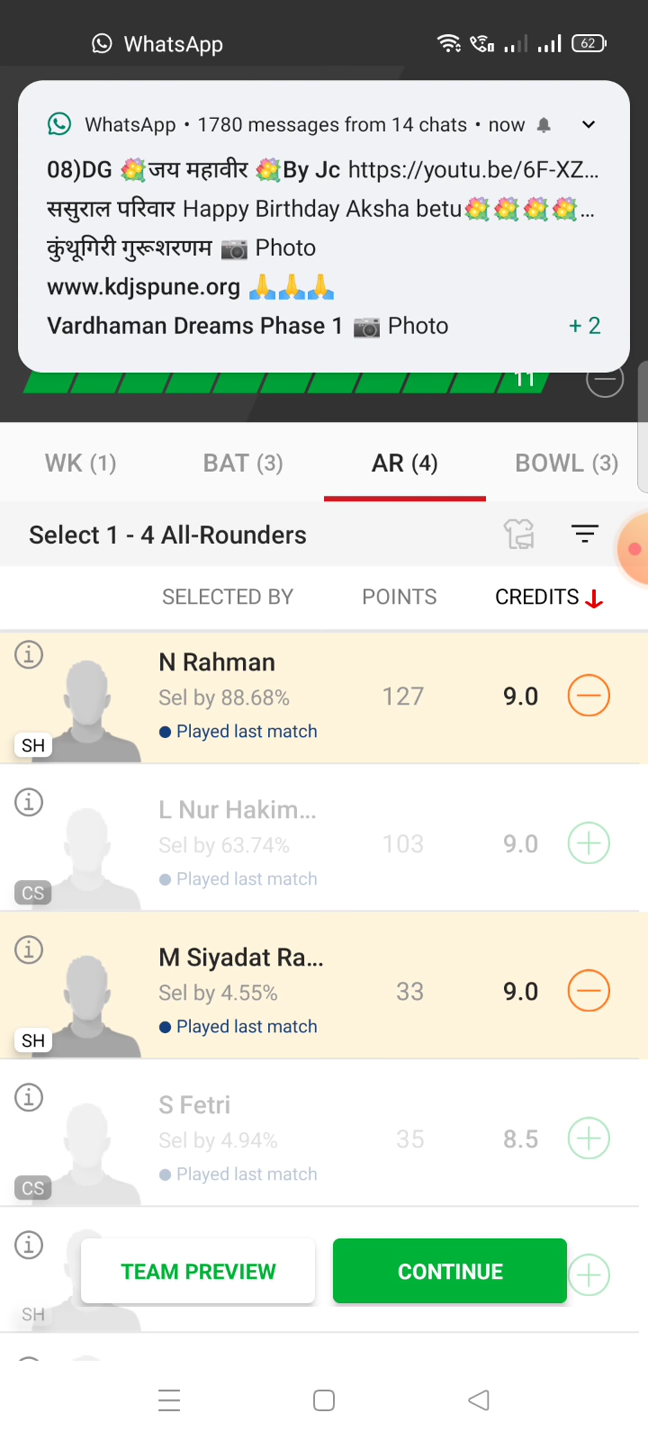 WhatsApp 62
WhatsApp • 1780 messages from 14 chats • now
08)DG 💐जय महावीर 💐By Jc https://youtu.be/6F-XZ...
ससुराल परिवार Happy Birthday Aksha betu💐💐💐💐...
कुंथूगिरी गुरूशरणम 📷 Photo
www.kdjspune.org 🙏🙏🙏
Vardhaman Dreams Phase 1 📷 Photo + 2
11
WK (1) BAT (3) AR (4) BOWL (3)
Select 1 - 4 All-Rounders
SELECTED BY POINTS CREDITS
N Rahman
Sel by 88.68% 127 9.0
Played last match
SH
L Nur Hakim...
Sel by 63.74% 103 9.0
Played last match
CS
M Siyadat Ra...
Sel by 4.55% 33 9.0
Played last match
SH
S Fetri
Sel by 4.94% 35 8.5
Played last match
CS
TEAM PREVIEW CONTINUE
SH